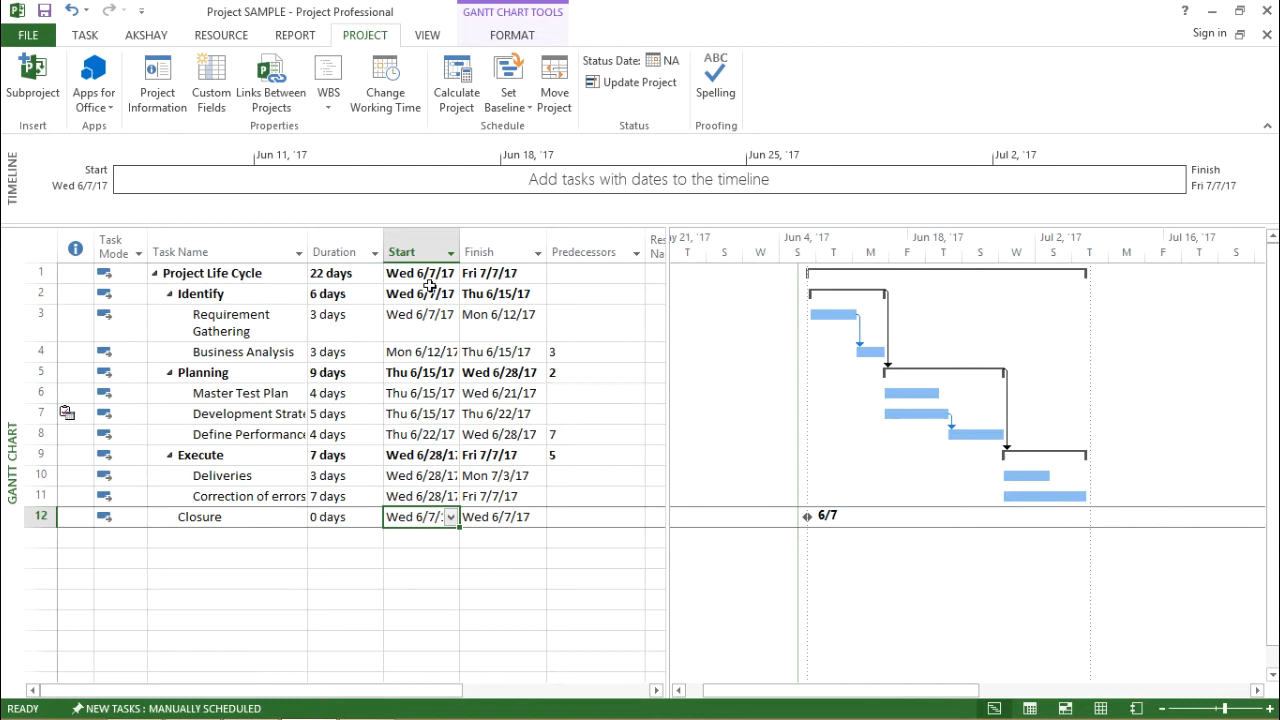 Project SAMPLE - Project Professional
GANTT CHART TOOLS
?
FILE
TASK
AKSHAY
RESOURCE
REPORT
PROJECT
VIEW
FORMAT
Sign in
Subproject
Apps for Office
Project Information
Custom Fields
Links Between Projects
WBS
Change Working Time
Calculate Project
Set Baseline
Move Project
Status Date: NA
Update Project
ABC
Spelling
Insert
Apps
Properties
Schedule
Status
Proofing
TIMELINE
Jun 11, '17
Jun 18, '17
Jun 25, '17
Jul 2, '17
Start
Wed 6/7/17
Add tasks with dates to the timeline
Finish
Fri 7/7/17
GANTT CHART
Task Mode Task Name Duration Start Finish Predecessors Res Na
1 Project Life Cycle 22 days Wed 6/7/17 Fri 7/7/17
2 Identify 6 days Wed 6/7/17 Thu 6/15/17
3 Requirement Gathering 3 days Wed 6/7/17 Mon 6/12/17
4 Business Analysis 3 days Mon 6/12/17 Thu 6/15/17 3
5 Planning 9 days Thu 6/15/17 Wed 6/28/17 2
6 Master Test Plan 4 days Thu 6/15/17 Wed 6/21/17
7 Development Strate 5 days Thu 6/15/17 Thu 6/22/17
8 Define Performance 4 days Thu 6/22/17 Wed 6/28/17 7
9 Execute 7 days Wed 6/28/1 Fri 7/7/17 5
10 Deliveries 3 days Wed 6/28/1 Mon 7/3/17
11 Correction of errors 7 days Wed 6/28/1 Fri 7/7/17
12 Closure 0 days Wed 6/7/ Wed 6/7/17
ay 21, '17 Jun 4, '17 Jun 18, '17 Jul 2, '17 Jul 16, '17
T S W S T M F T S W S T M F T S
6/7
READY
NEW TASKS : MANUALLY SCHEDULED